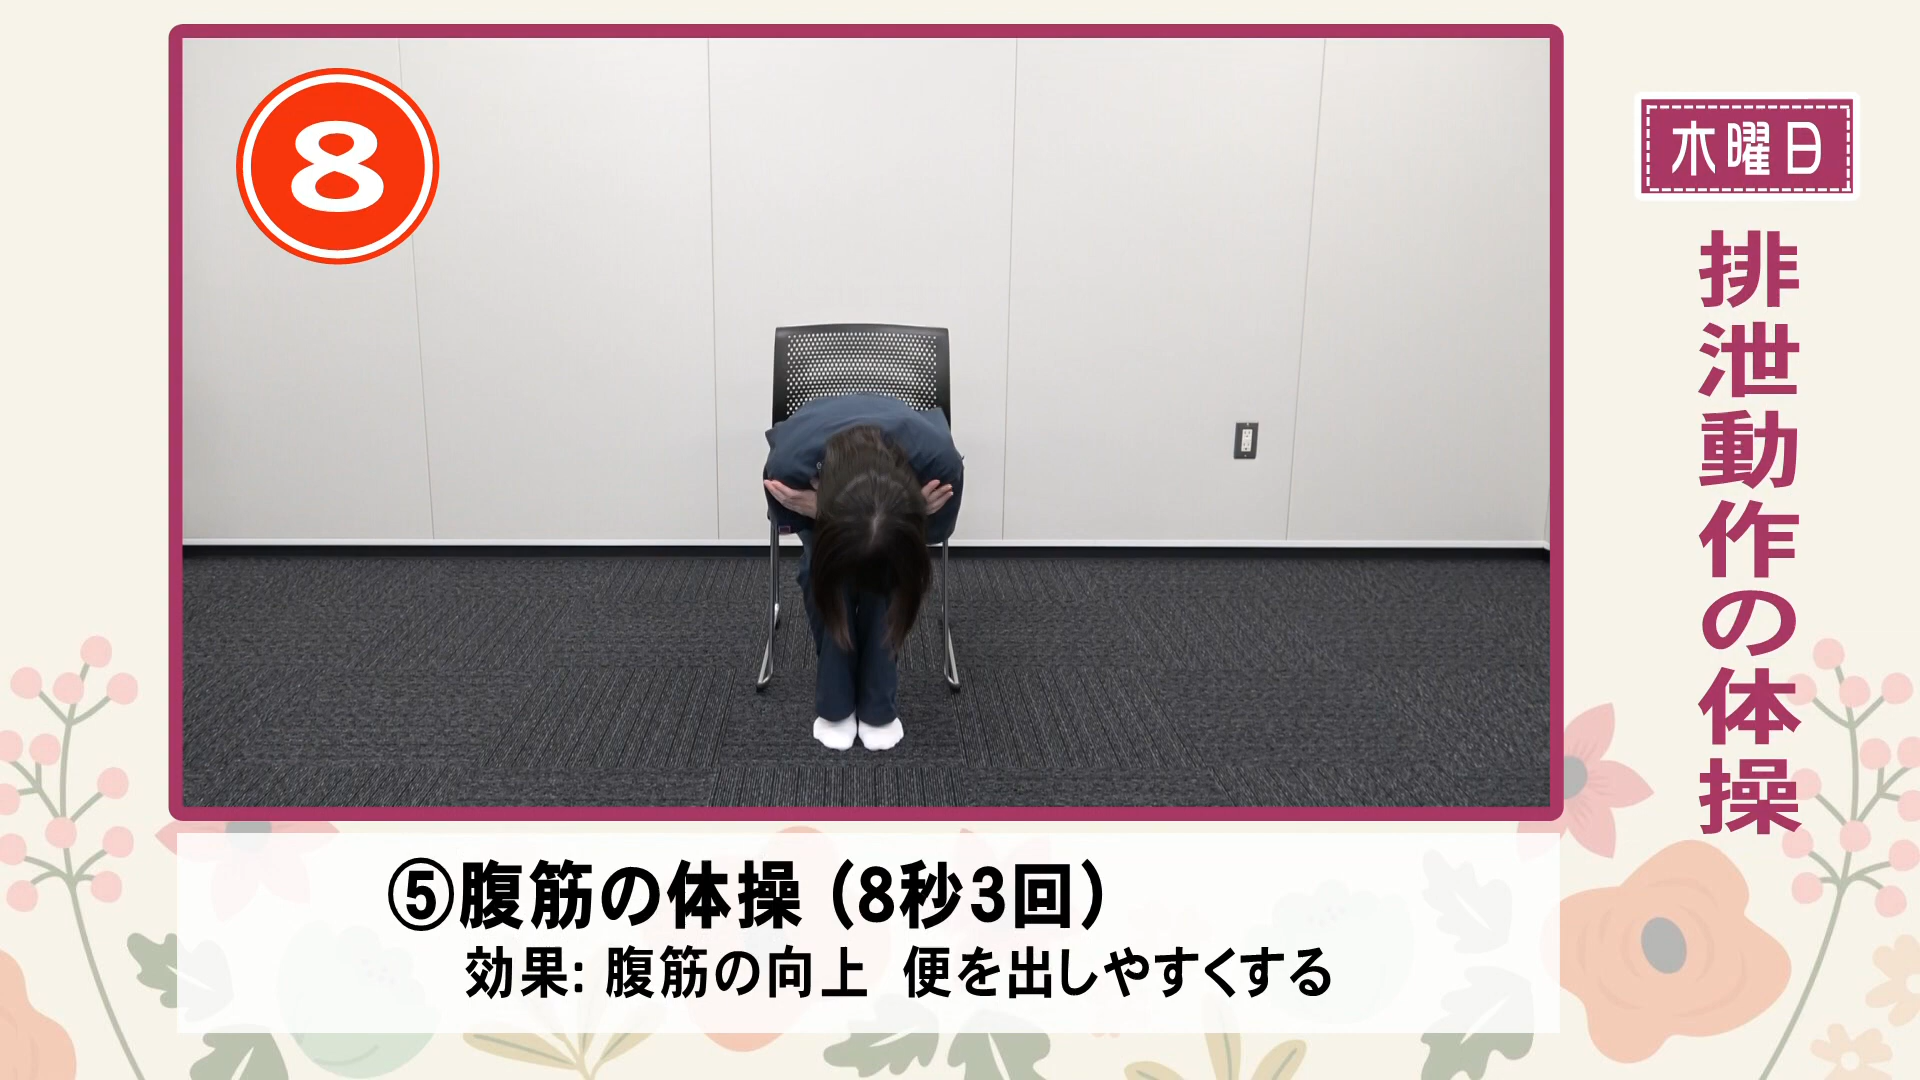 8
木曜日
排泄動作の体操
⑤腹筋の体操（8秒3回）
効果: 腹筋の向上 便を出しやすくする